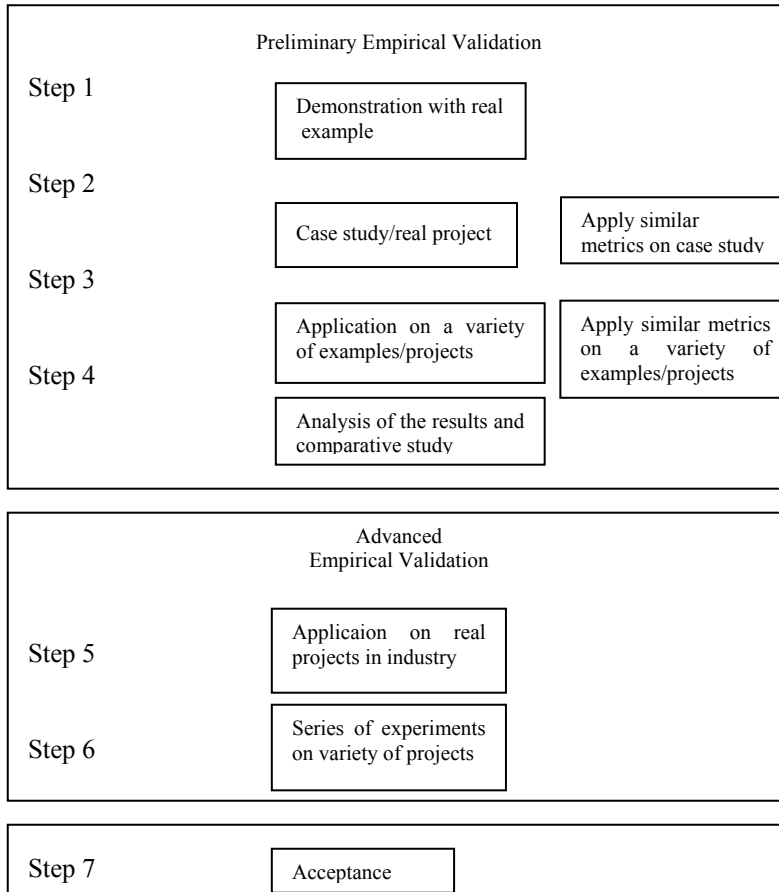 Preliminary Empirical Validation
Step 1
Demonstration with real
example
Step 2
Case study/real project
Apply similar
metrics on case study
Step 3
Application on a variety
of examples/projects
Apply similar metrics
on a variety of
examples/projects
Step 4
Analysis of the results and
comparative study
Advanced
Empirical Validation
Step 5
Applicaion on real
projects in industry
Step 6
Series of experiments
on variety of projects
Step 7
Acceptance